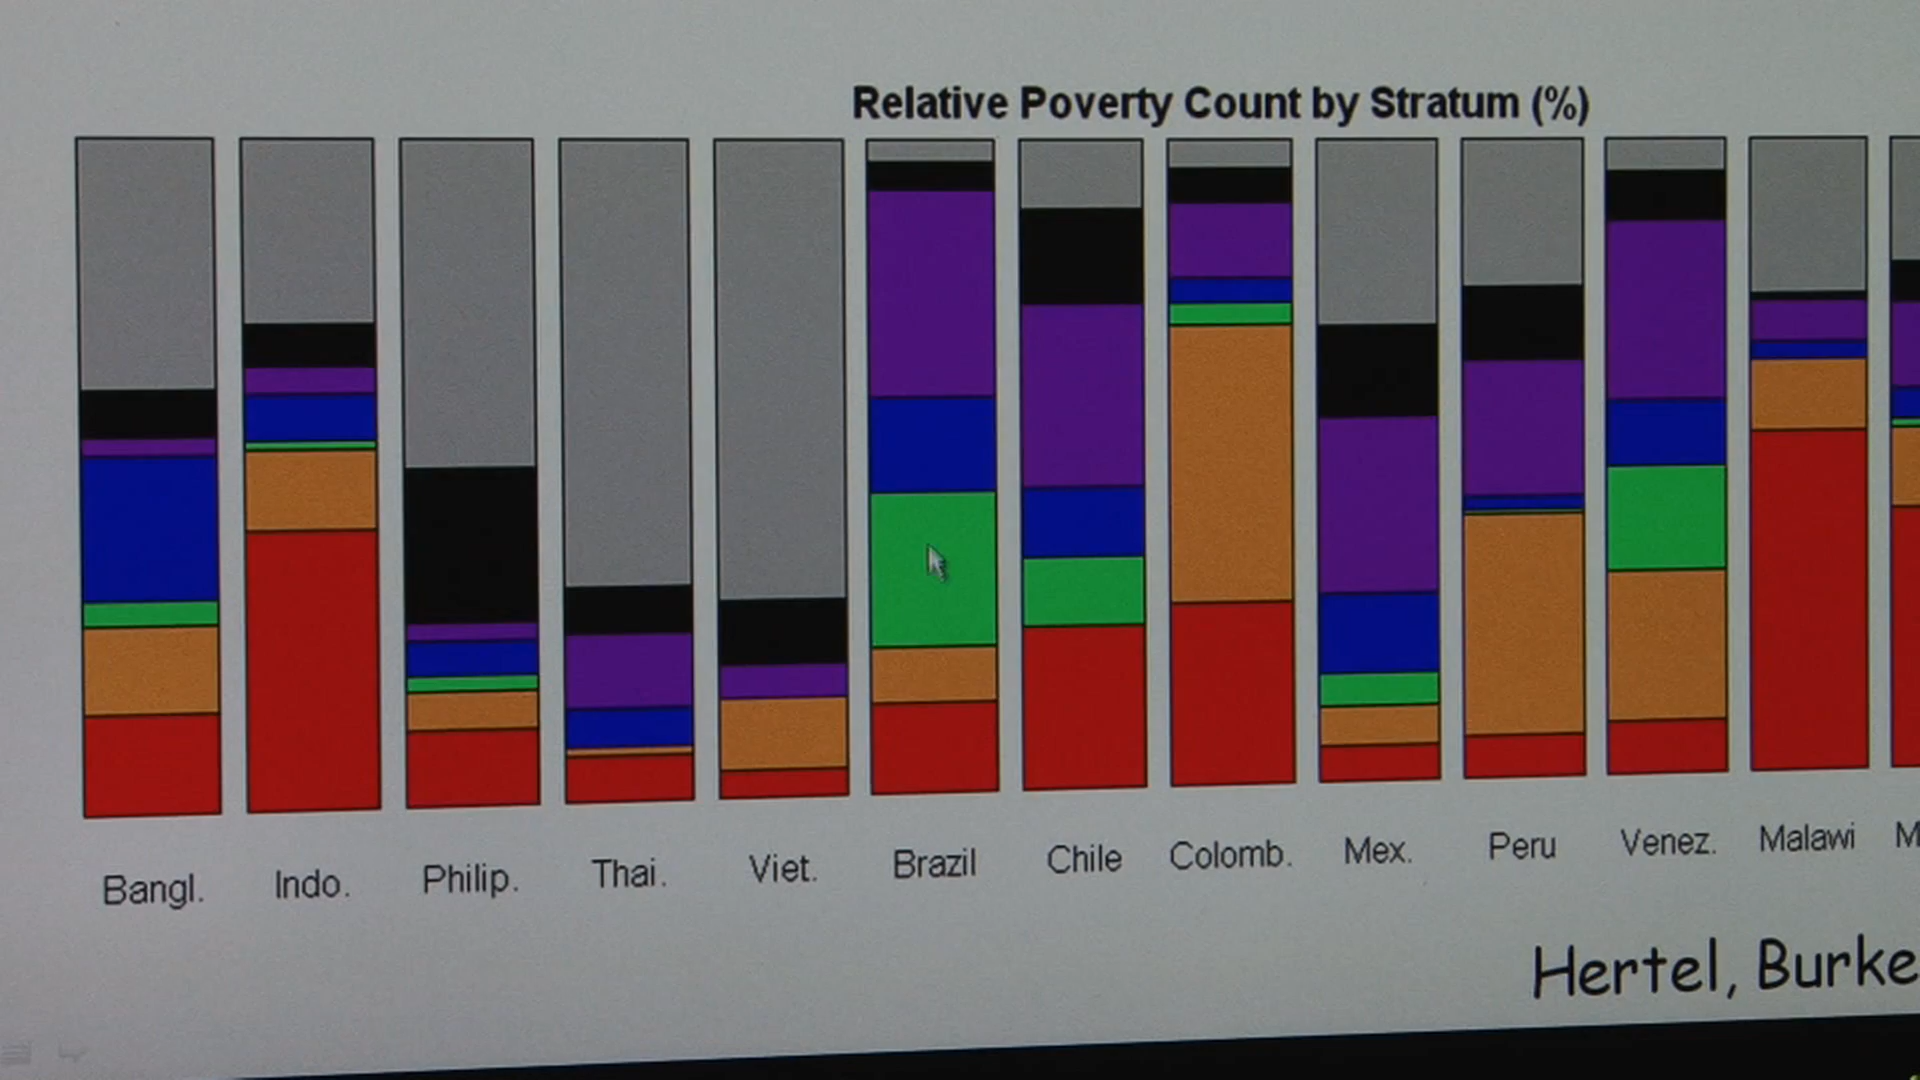 Relative Poverty Count by Stratum (%)
Bangl. Indo. Philip. Thai. Viet. Brazil Chile Colomb. Mex. Peru Venez. Malawi M
Hertel, Burke